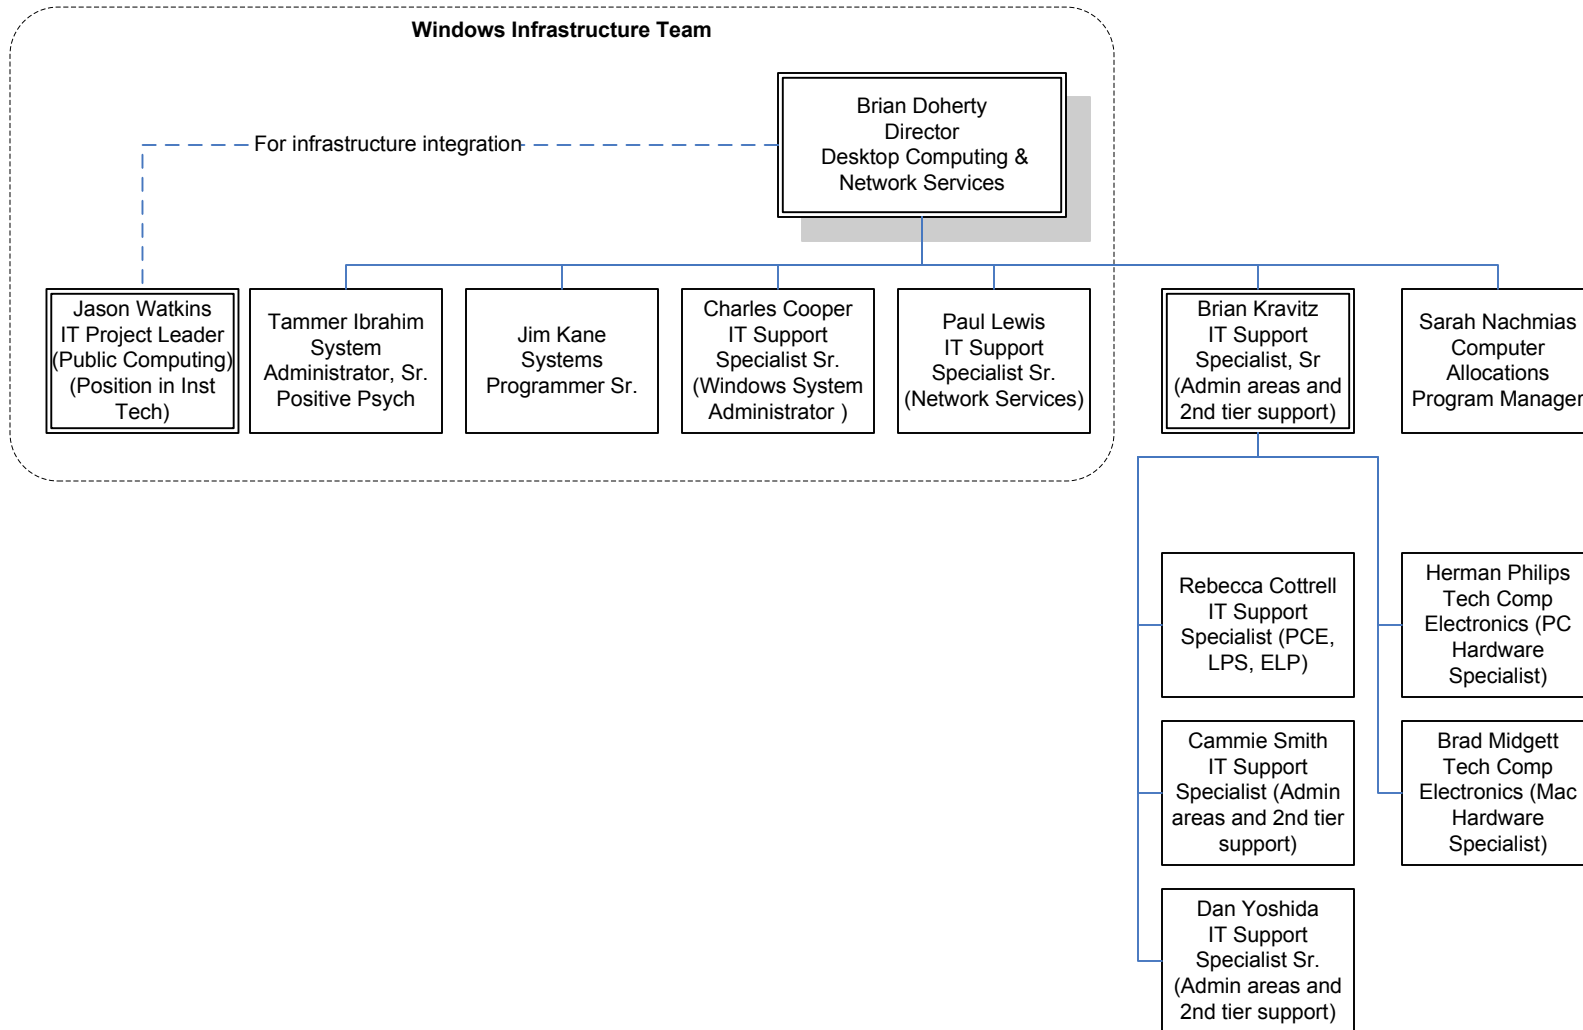 Windows Infrastructure Team
Brian Doherty
Director
Desktop Computing &
Network Services
For infrastructure integration
Jason Watkins
IT Project Leader
(Public Computing)
(Position in Inst
Tech)
Tammer Ibrahim
System
Administrator, Sr.
Positive Psych
Jim Kane
Systems
Programmer Sr.
Charles Cooper
IT Support
Specialist Sr.
(Windows System
Administrator )
Paul Lewis
IT Support
Specialist Sr.
(Network Services)
Brian Kravitz
IT Support
Specialist, Sr
(Admin areas and
2nd tier support)
Sarah Nachmias
Computer
Allocations
Program Manager
Rebecca Cottrell
IT Support
Specialist (PCE,
LPS, ELP)
Herman Philips
Tech Comp
Electronics (PC
Hardware
Specialist)
Cammie Smith
IT Support
Specialist (Admin
areas and 2nd tier
support)
Brad Midgett
Tech Comp
Electronics (Mac
Hardware
Specialist)
Dan Yoshida
IT Support
Specialist Sr.
(Admin areas and
2nd tier support)